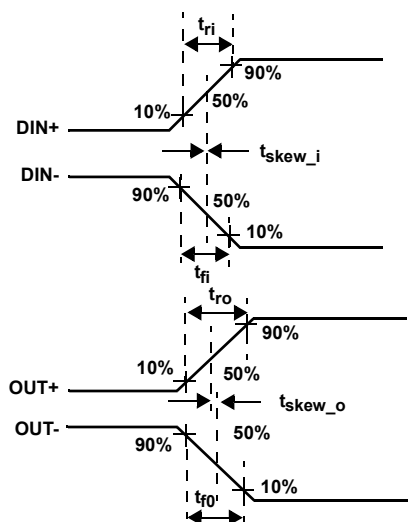 tri
90%
10%
50%
DIN+
tskew_i
DIN-
90%
50%
10%
tfi
tro
90%
10%
50%
OUT+
tskew_o
OUT-
50%
90%
10%
tf0